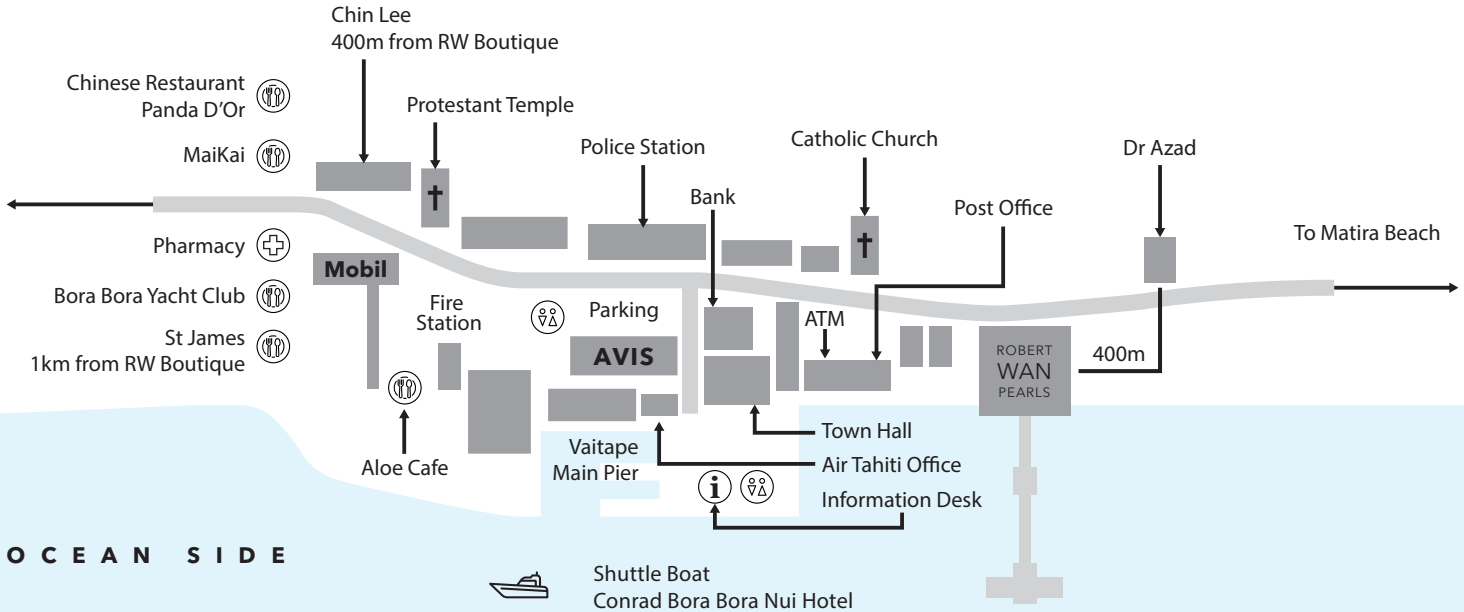 Chin Lee
400m from RW Boutique
Chinese Restaurant
Panda D'Or
Protestant Temple
MaiKai
Police Station
Catholic Church
Dr Azad
Bank
Post Office
To Matira Beach
Pharmacy
Mobil
Bora Bora Yacht Club
Fire
Station
Parking
ATM
St James
1km from RW Boutique
AVIS
ROBERT
WAN
PEARLS
400m
Aloe Cafe
Vaitape
Main Pier
Town Hall
Air Tahiti Office
i
Information Desk
OCEAN SIDE
Shuttle Boat
Conrad Bora Bora Nui Hotel